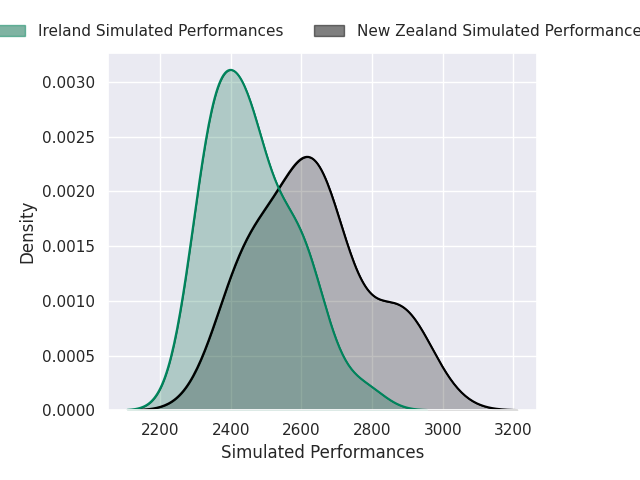 Ireland Simulated Performances New Zealand Simulated Performance
0.0030
0.0025
0.0020
0.0015
0.0010
0.0005
0.0000
Density
2200 2400 2600 2800 3000 3200
Simulated Performances